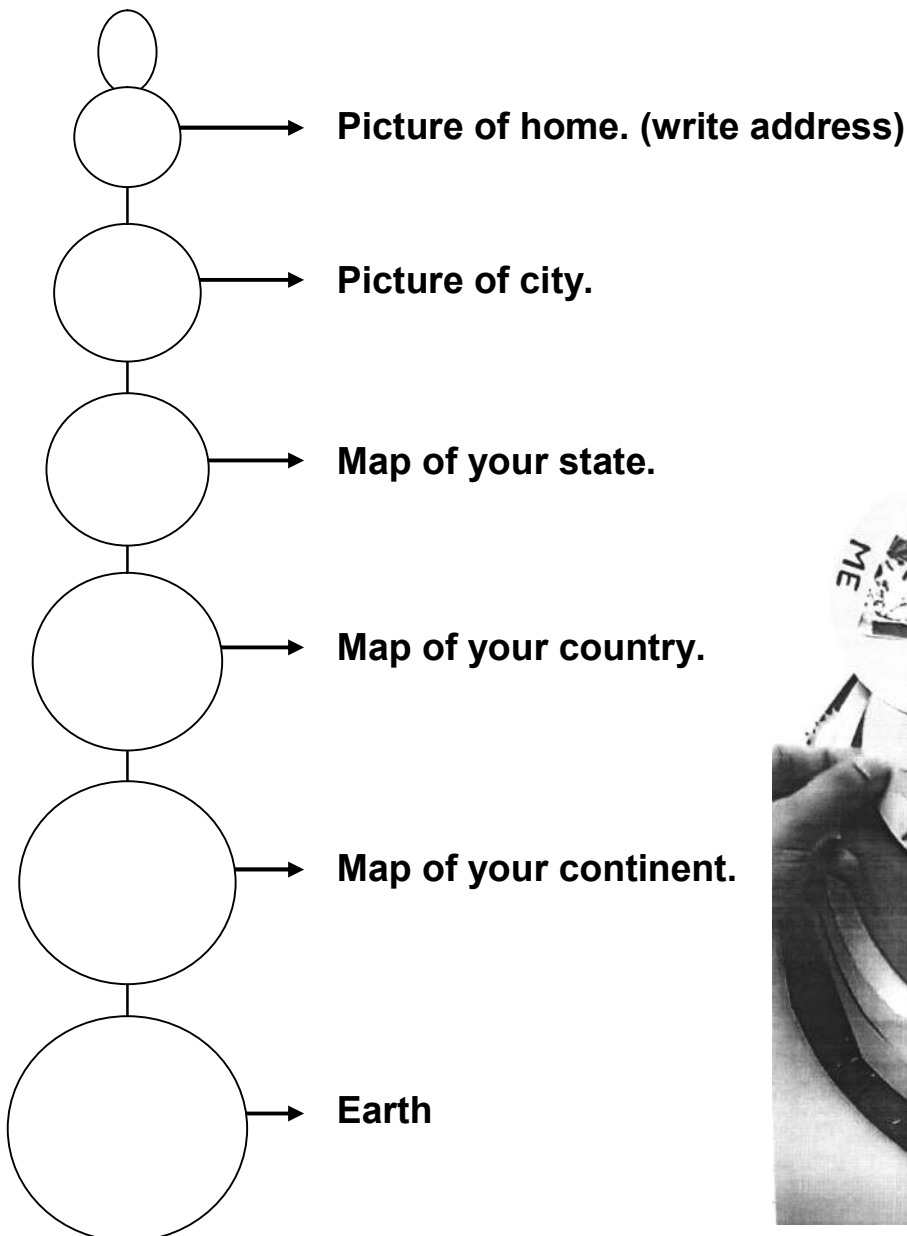 Picture of home. (write address)
Picture of city.
Map of your state.
ME
Map of your country.
Map of your continent.
Earth